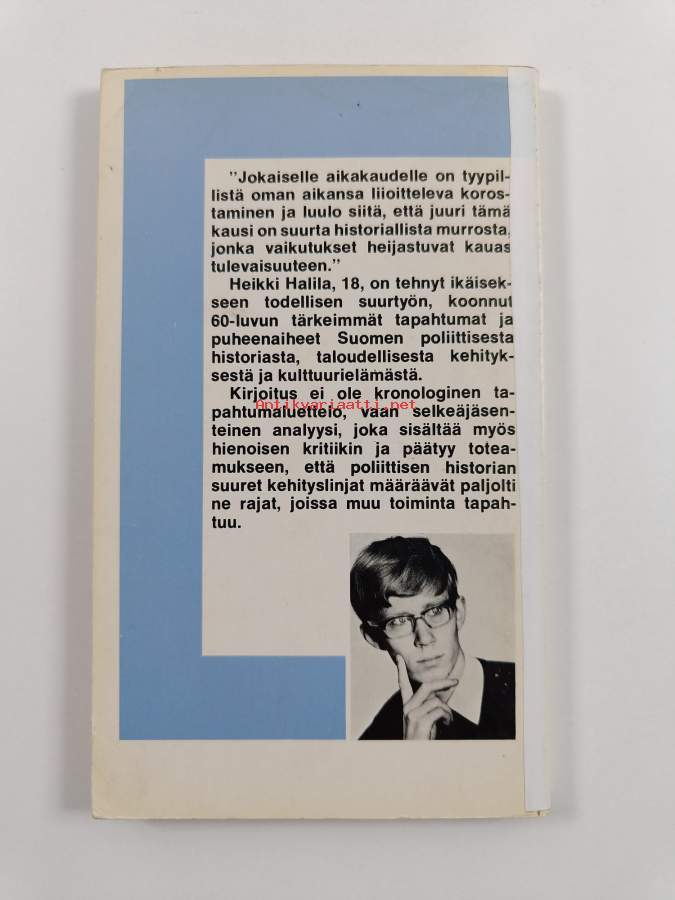 "Jokaiselle aikakaudelle on tyypil-
listä oman aikansa liioitteleva koros-
taminen ja luulo siitä, että juuri tämä
kausi on suurta historiallista murrosta,
jonka vaikutukset heijastuvat kauas
tulevaisuuteen."
Heikki Halila, 18, on tehnyt ikäisek-
seen todellisen suurtyön, koonnut
60-luvun tärkeimmät tapahtumat ja
puheenaiheet Suomen poliittisesta
historiasta, taloudellisesta kehityk-
sestä ja kulttuurielämästä.
Kirjoitus ei ole kronologinen ta-
Antikvariaatti.net
pahtumaluettelo, vaan selkeäjäsen-
teinen analyysi, joka sisältää myös
hienoisen kritiikin ja päätyy totea-
mukseen, että poliittisen historian
suuret kehityslinjat määräävät paljolti
ne rajat, joissa muu toiminta tapah-
tuu.